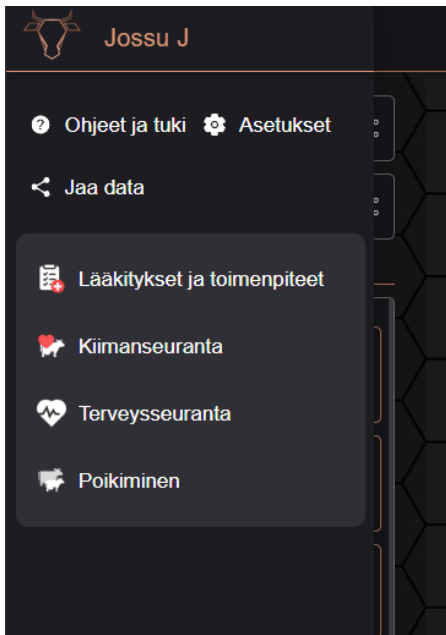 Jossu J
Ohjeet ja tuki Asetukset
Jaa data
Lääkitykset ja toimenpiteet
Kiimanseuranta
Terveysseuranta
Poikiminen